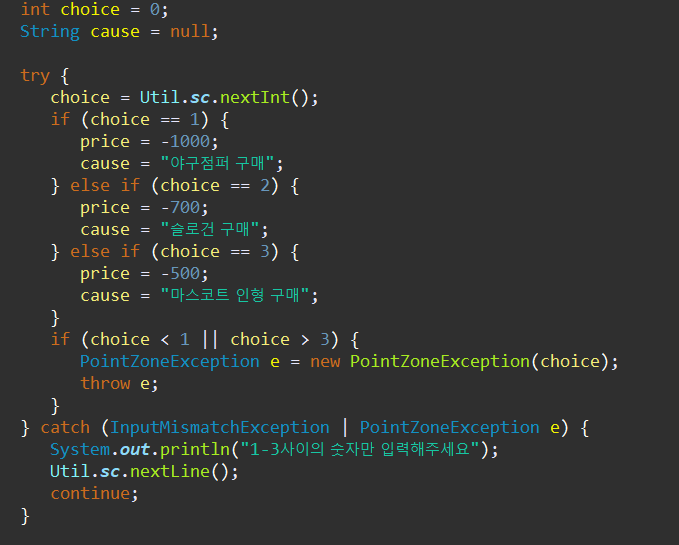 int choice = 0;
String cause = null;
try {
choice = Util.sc.nextInt();
if (choice == 1) {
price = -1000;
cause = "야구점퍼 구매";
} else if (choice == 2) {
price = -700;
cause = "슬로건 구매";
} else if (choice == 3) {
price = -500;
cause = "마스코트 인형 구매";
}
if (choice < 1 || choice > 3) {
PointZoneException e = new PointZoneException(choice);
throw e;
}
} catch (InputMismatchException | PointZoneException e) {
System.out.println("1-3사이의 숫자만 입력해주세요");
Util.sc.nextLine();
continue;
}